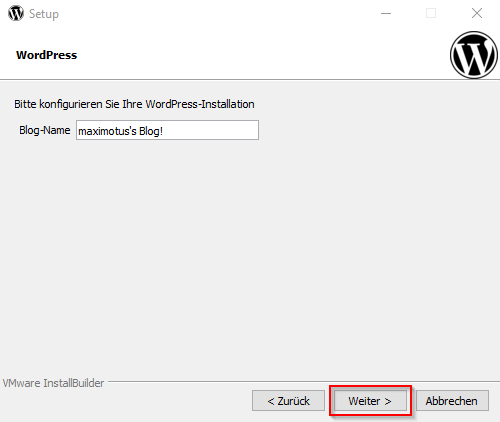 Setup
WordPress
Bitte konfigurieren Sie Ihre WordPress-Installation
Blog-Name maximotus's Blog!
VMware InstallBuilder
< Zurück Weiter > Abbrechen